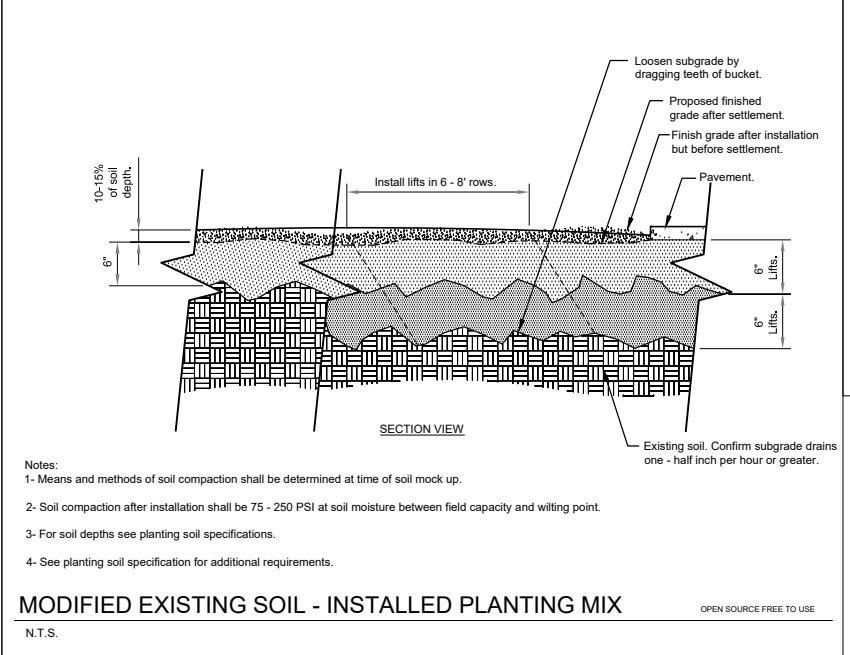 Loosen subgrade by
dragging teeth of bucket.
Proposed finished
grade after settlement.
Finish grade after installation
but before settlement.
Pavement.
10-15%
of soil
depth.
Install lifts in 6 - 8' rows.
6"
6"
Lifts.
6"
Lifts.
SECTION VIEW
Existing soil. Confirm subgrade drains
one - half inch per hour or greater.
Notes:
1- Means and methods of soil compaction shall be determined at time of soil mock up.
2- Soil compaction after installation shall be 75 - 250 PSI at soil moisture between field capacity and wilting point.
3- For soil depths see planting soil specifications.
4- See planting soil specification for additional requirements.
MODIFIED EXISTING SOIL - INSTALLED PLANTING MIX
OPEN SOURCE FREE TO USE
N.T.S.